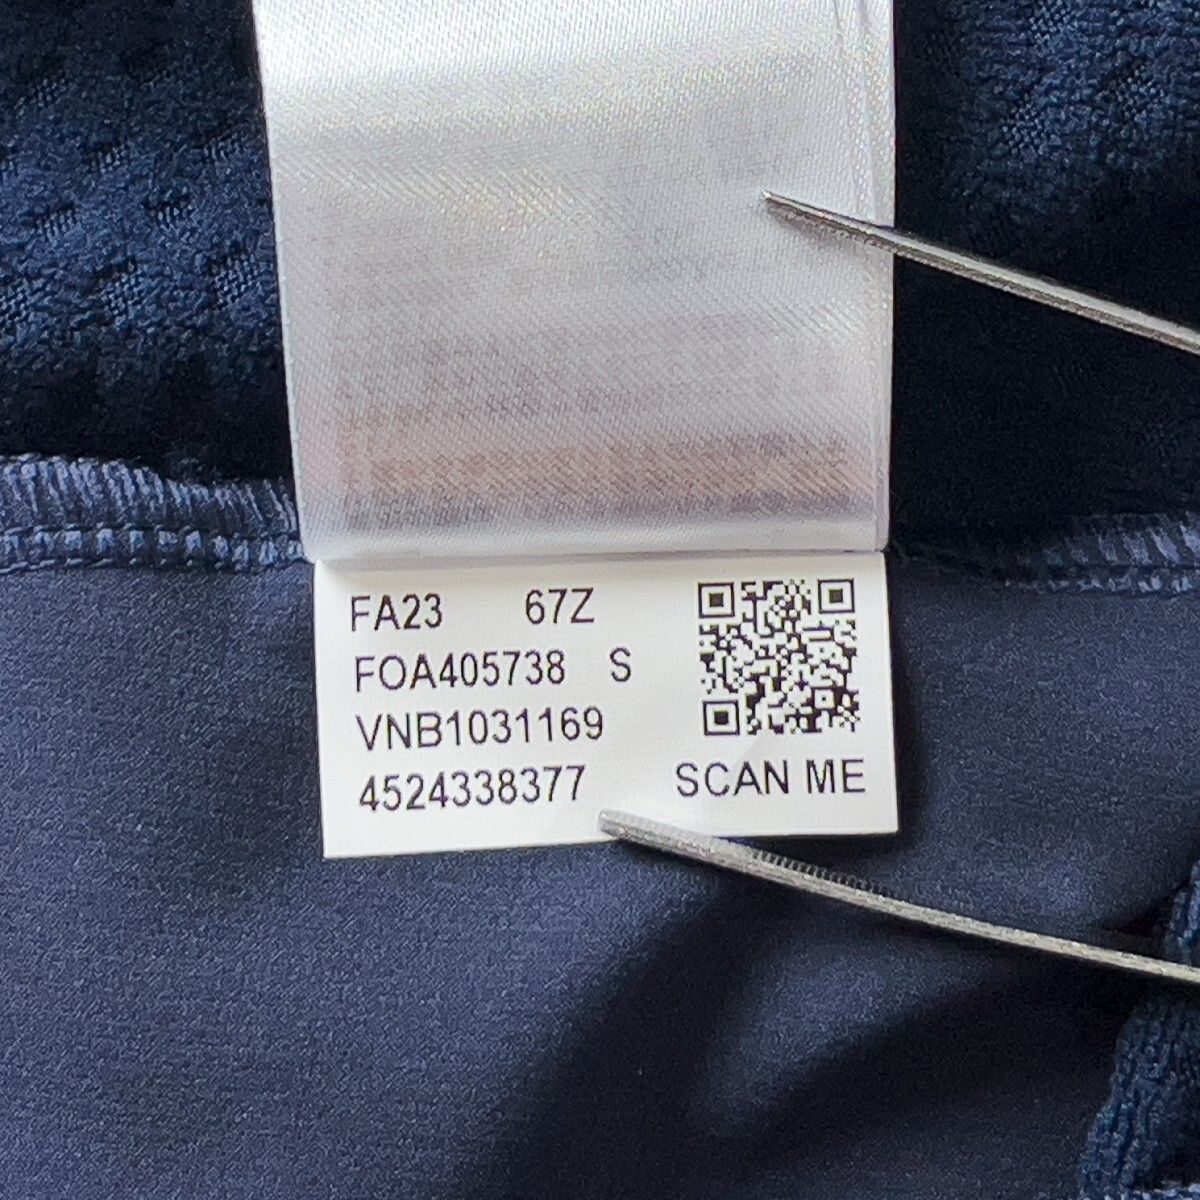 FA23 67Z
FOA405738 S
VNB1031169
4524338377
SCAN ME